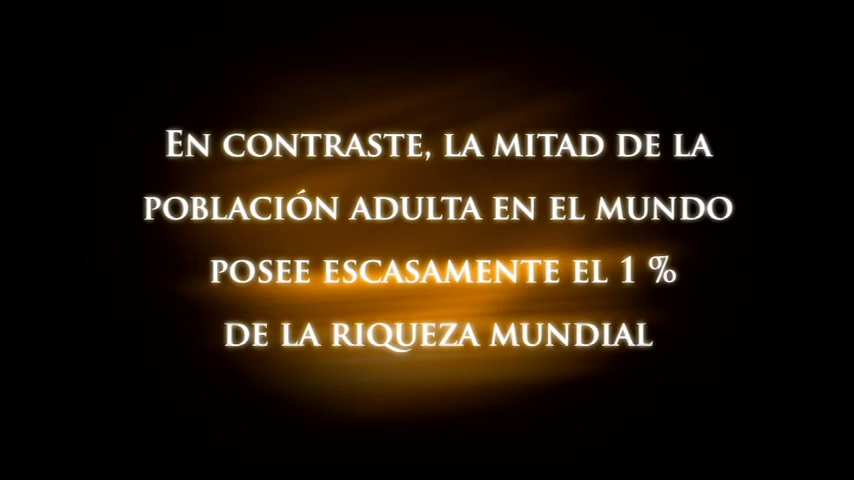 En contraste, la mitad de la
población adulta en el mundo
posee escasamente el 1 %
de la riqueza mundial